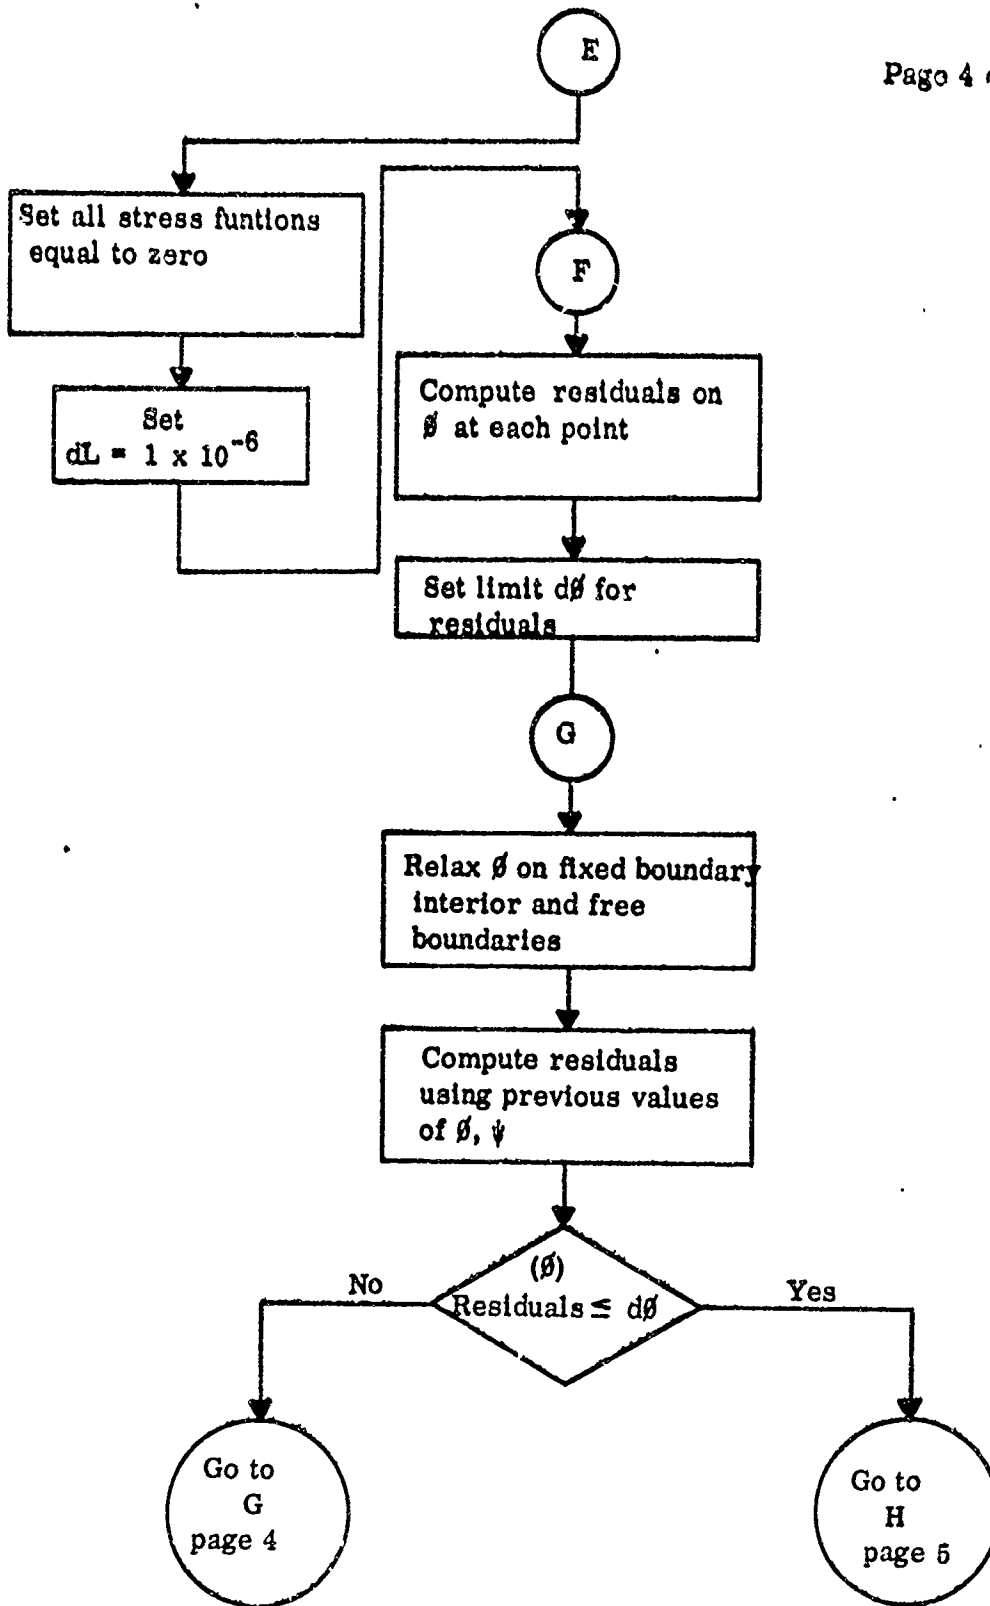 E
Page 4
Set all stress funtions
equal to zero
F
Set
dL = 1 x 10⁻⁶
Compute residuals on
Ø at each point
Set limit dØ for
residuals
G
Relax Ø on fixed boundary
interior and free
boundaries
Compute residuals
using previous values
of Ø, ψ
(Ø)
Residuals ≦ dØ
No
Yes
Go to
G
page 4
Go to
H
page 5